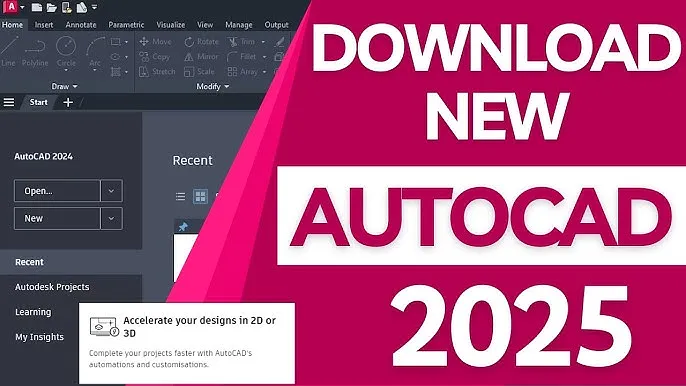 A
Home Insert Annotate Parametric Visualize View Manage Output
Line Polyline Circle Arc
Move Rotate Trim
Copy Mirror Fillet
Stretch Scale Array
Draw Modify
Start
AutoCAD 2024
Open...
New
Recent
Autodesk Projects
Learning
My Insights
Recent
Accelerate your designs in 2D or
3D
Complete your projects faster with AutoCAD's
automations and customisations.
DOWNLOAD
NEW
AUTOCAD
2025